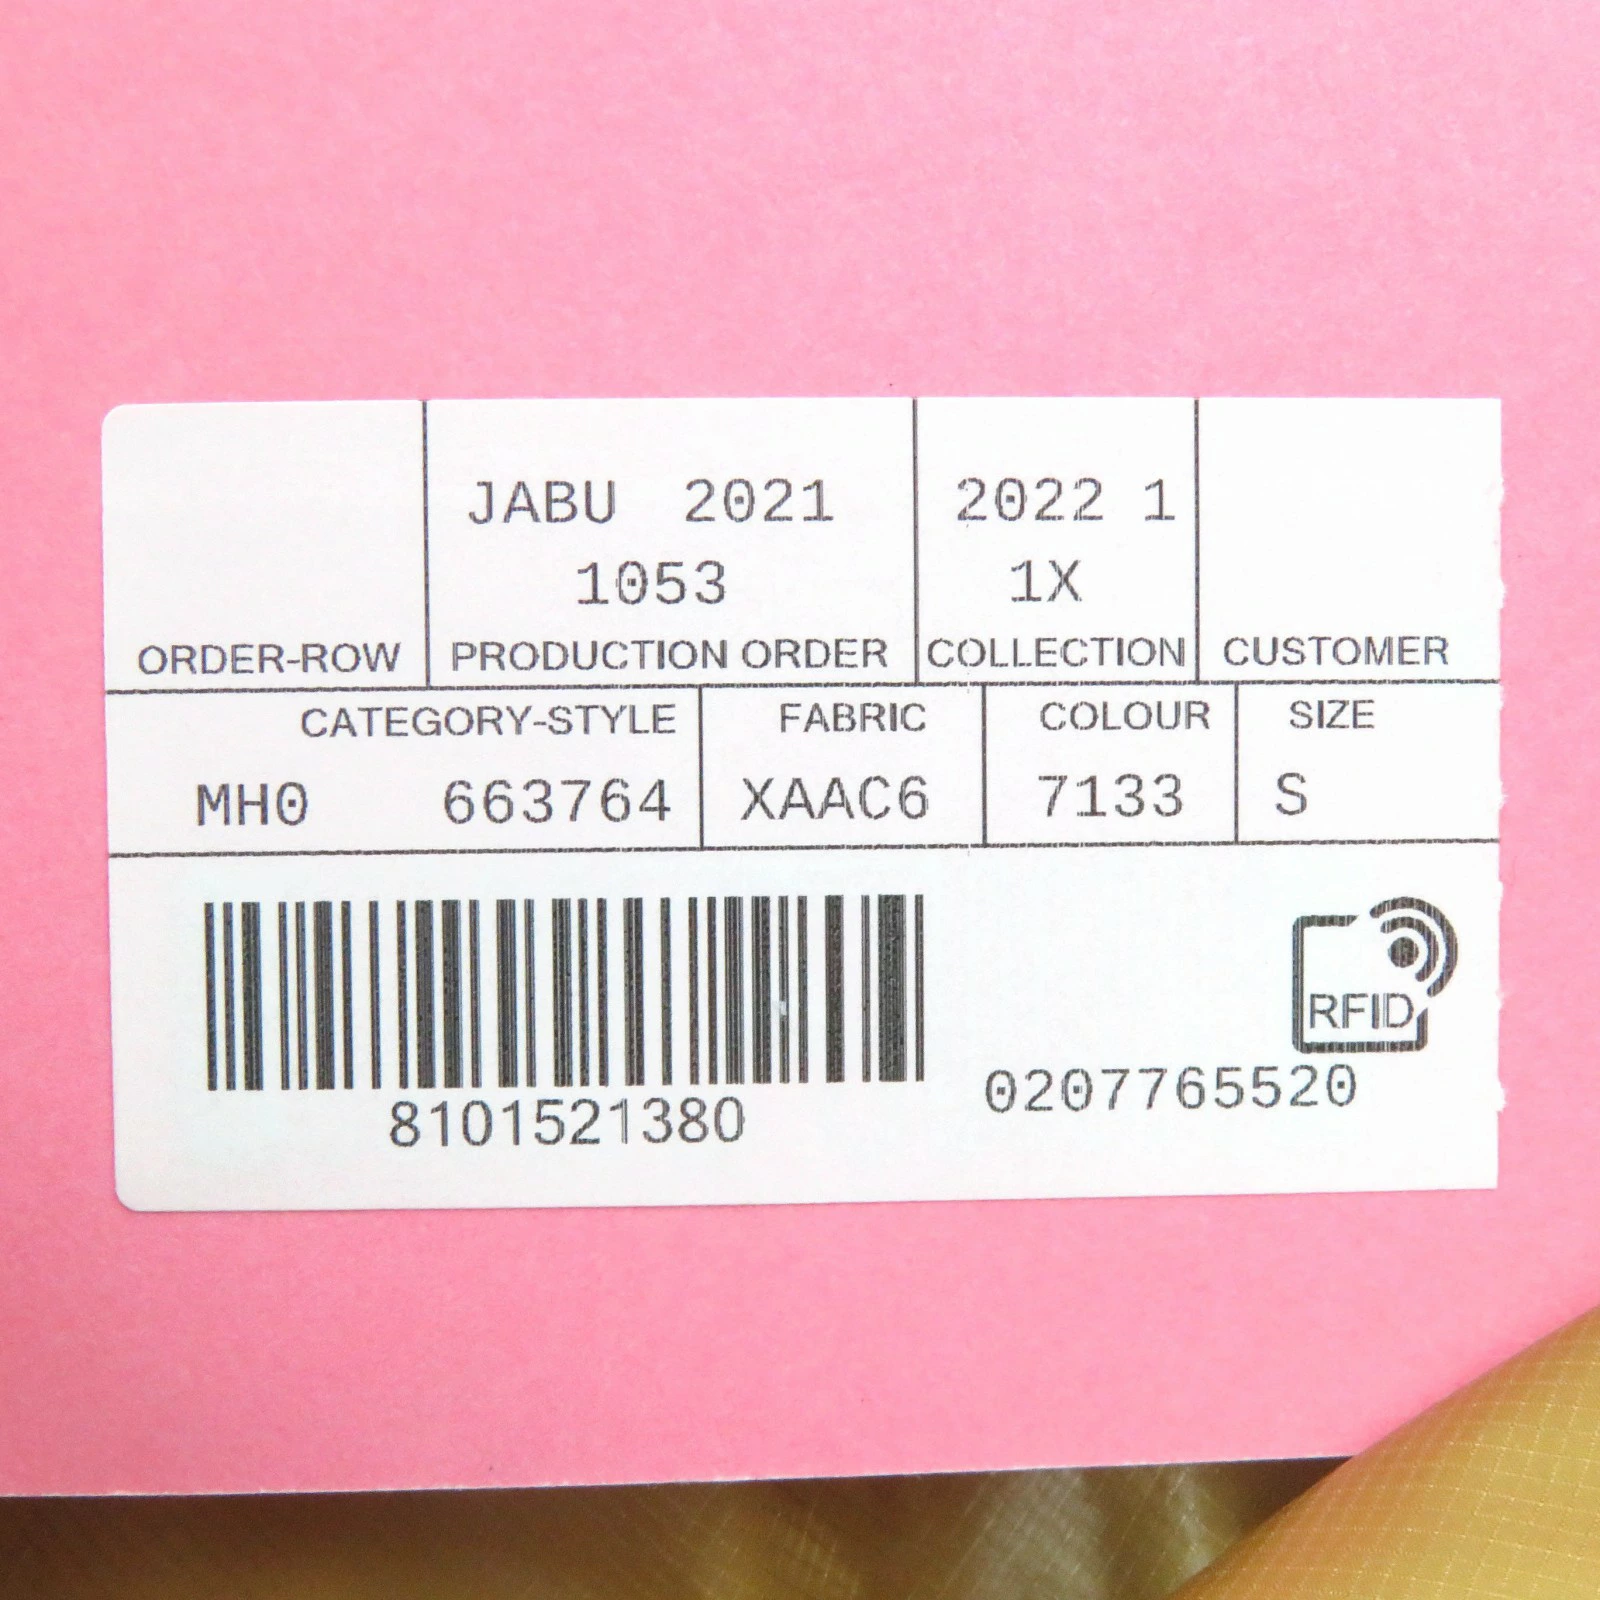 JABU 2021 2022 1
1053 1X
ORDER-ROW PRODUCTION ORDER COLLECTION CUSTOMER
CATEGORY-STYLE FABRIC COLOUR SIZE
MH0 663764 XAAC6 7133 S
RFID
8101521380 0207765520